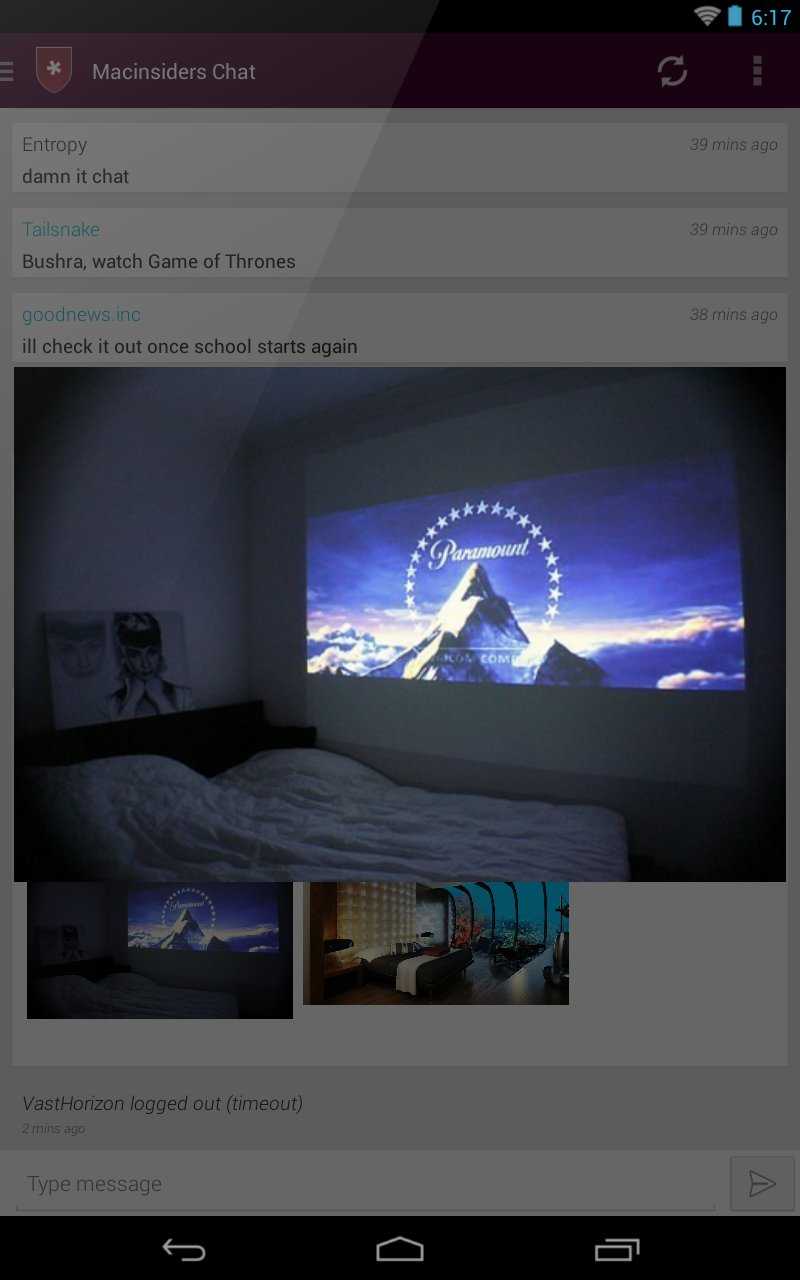 6:17
Macinsiders Chat
Entropy
39 mins ago
damn it chat
Tailsnake
39 mins ago
Bushra, watch Game of Thrones
goodnews.inc
38 mins ago
ill check it out once school starts again
Paramount
Paramount
VastHorizon logged out (timeout)
2 mins ago
Type message